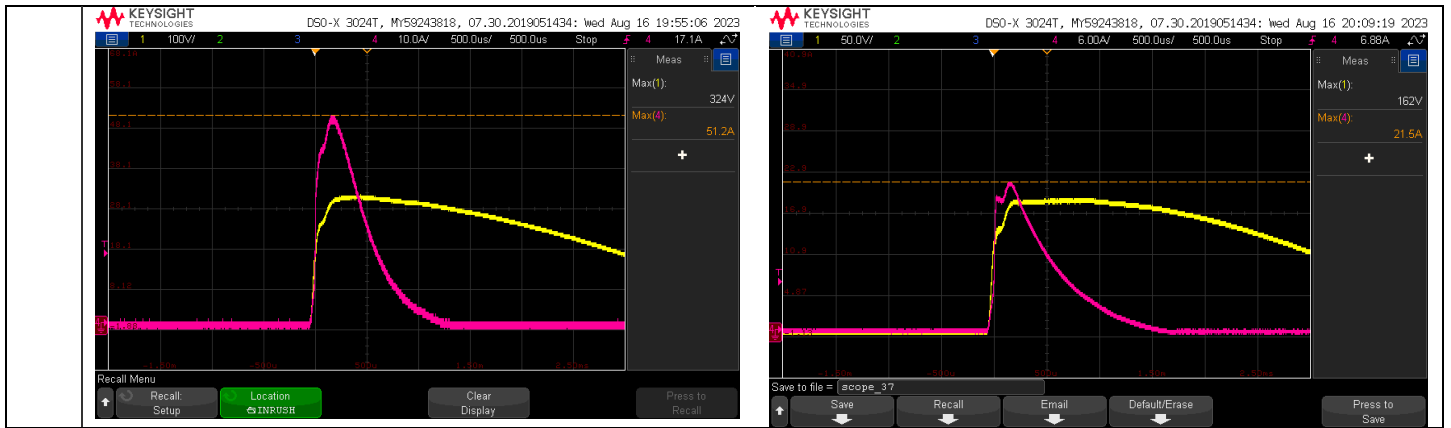 KEYSIGHT
TECHNOLOGIES
DSO-X 3024T, MY59243818, 07.30.2019051434: Wed Aug 16 19:55:06 2023
1 100V/ 2 3 4 10.0A/ 500.0us/ 500.0us Stop 4 17.1A
Meas
Max(1):
324V
Max(4):
51.2A
+
Recall Menu
Recall:
Setup
Location
INRUSH
Clear
Display
Press to
Recall
KEYSIGHT
TECHNOLOGIES
DSO-X 3024T, MY59243818, 07.30.2019051434: Wed Aug 16 20:09:19 2023
1 50.0V/ 2 3 4 6.00A/ 500.0us/ 500.0us Stop 4 6.88A
Meas
Max(1):
162V
Max(4):
21.5A
+
Save to file = scope_37
Save
Recall
Email
Default/Erase
Press to
Save